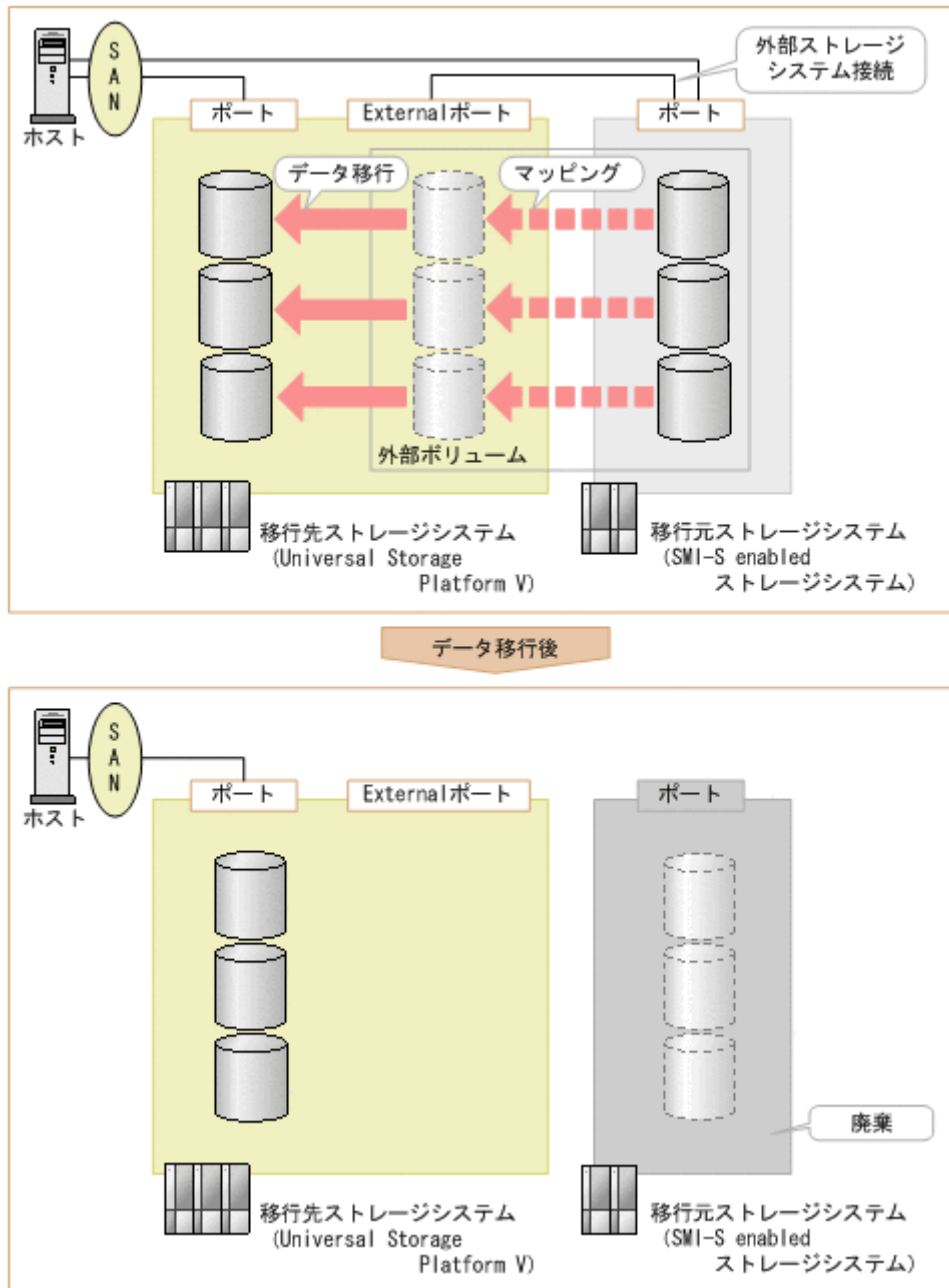 外部ストレージ
システム接続
SAN
ホスト
ポート
Externalポート
ポート
データ移行
マッピング
外部ボリューム
移行先ストレージシステム
(Universal Storage
Platform V)
移行元ストレージシステム
(SMI-S enabled
ストレージシステム)
データ移行後
SAN
ホスト
ポート
Externalポート
ポート
廃棄
移行先ストレージシステム
(Universal Storage
Platform V)
移行元ストレージシステム
(SMI-S enabled
ストレージシステム)